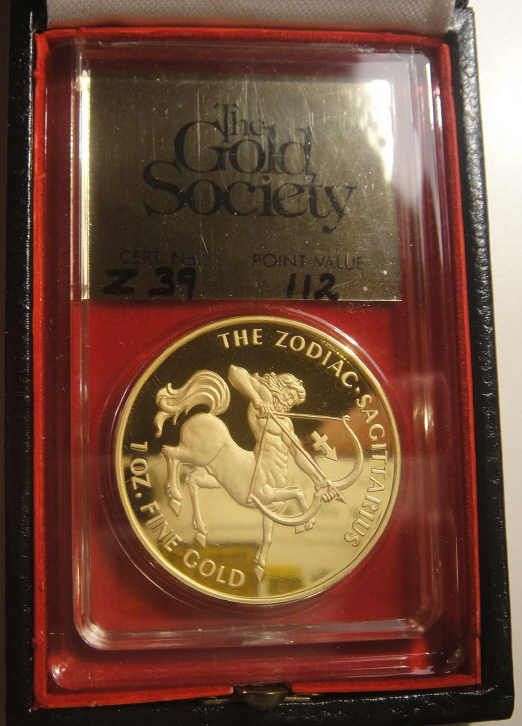 The
Gold
Society
CERT. No. POINT VALUE
Z 39 112
THE ZODIAC · SAGITTARIUS
1 OZ · FINE GOLD